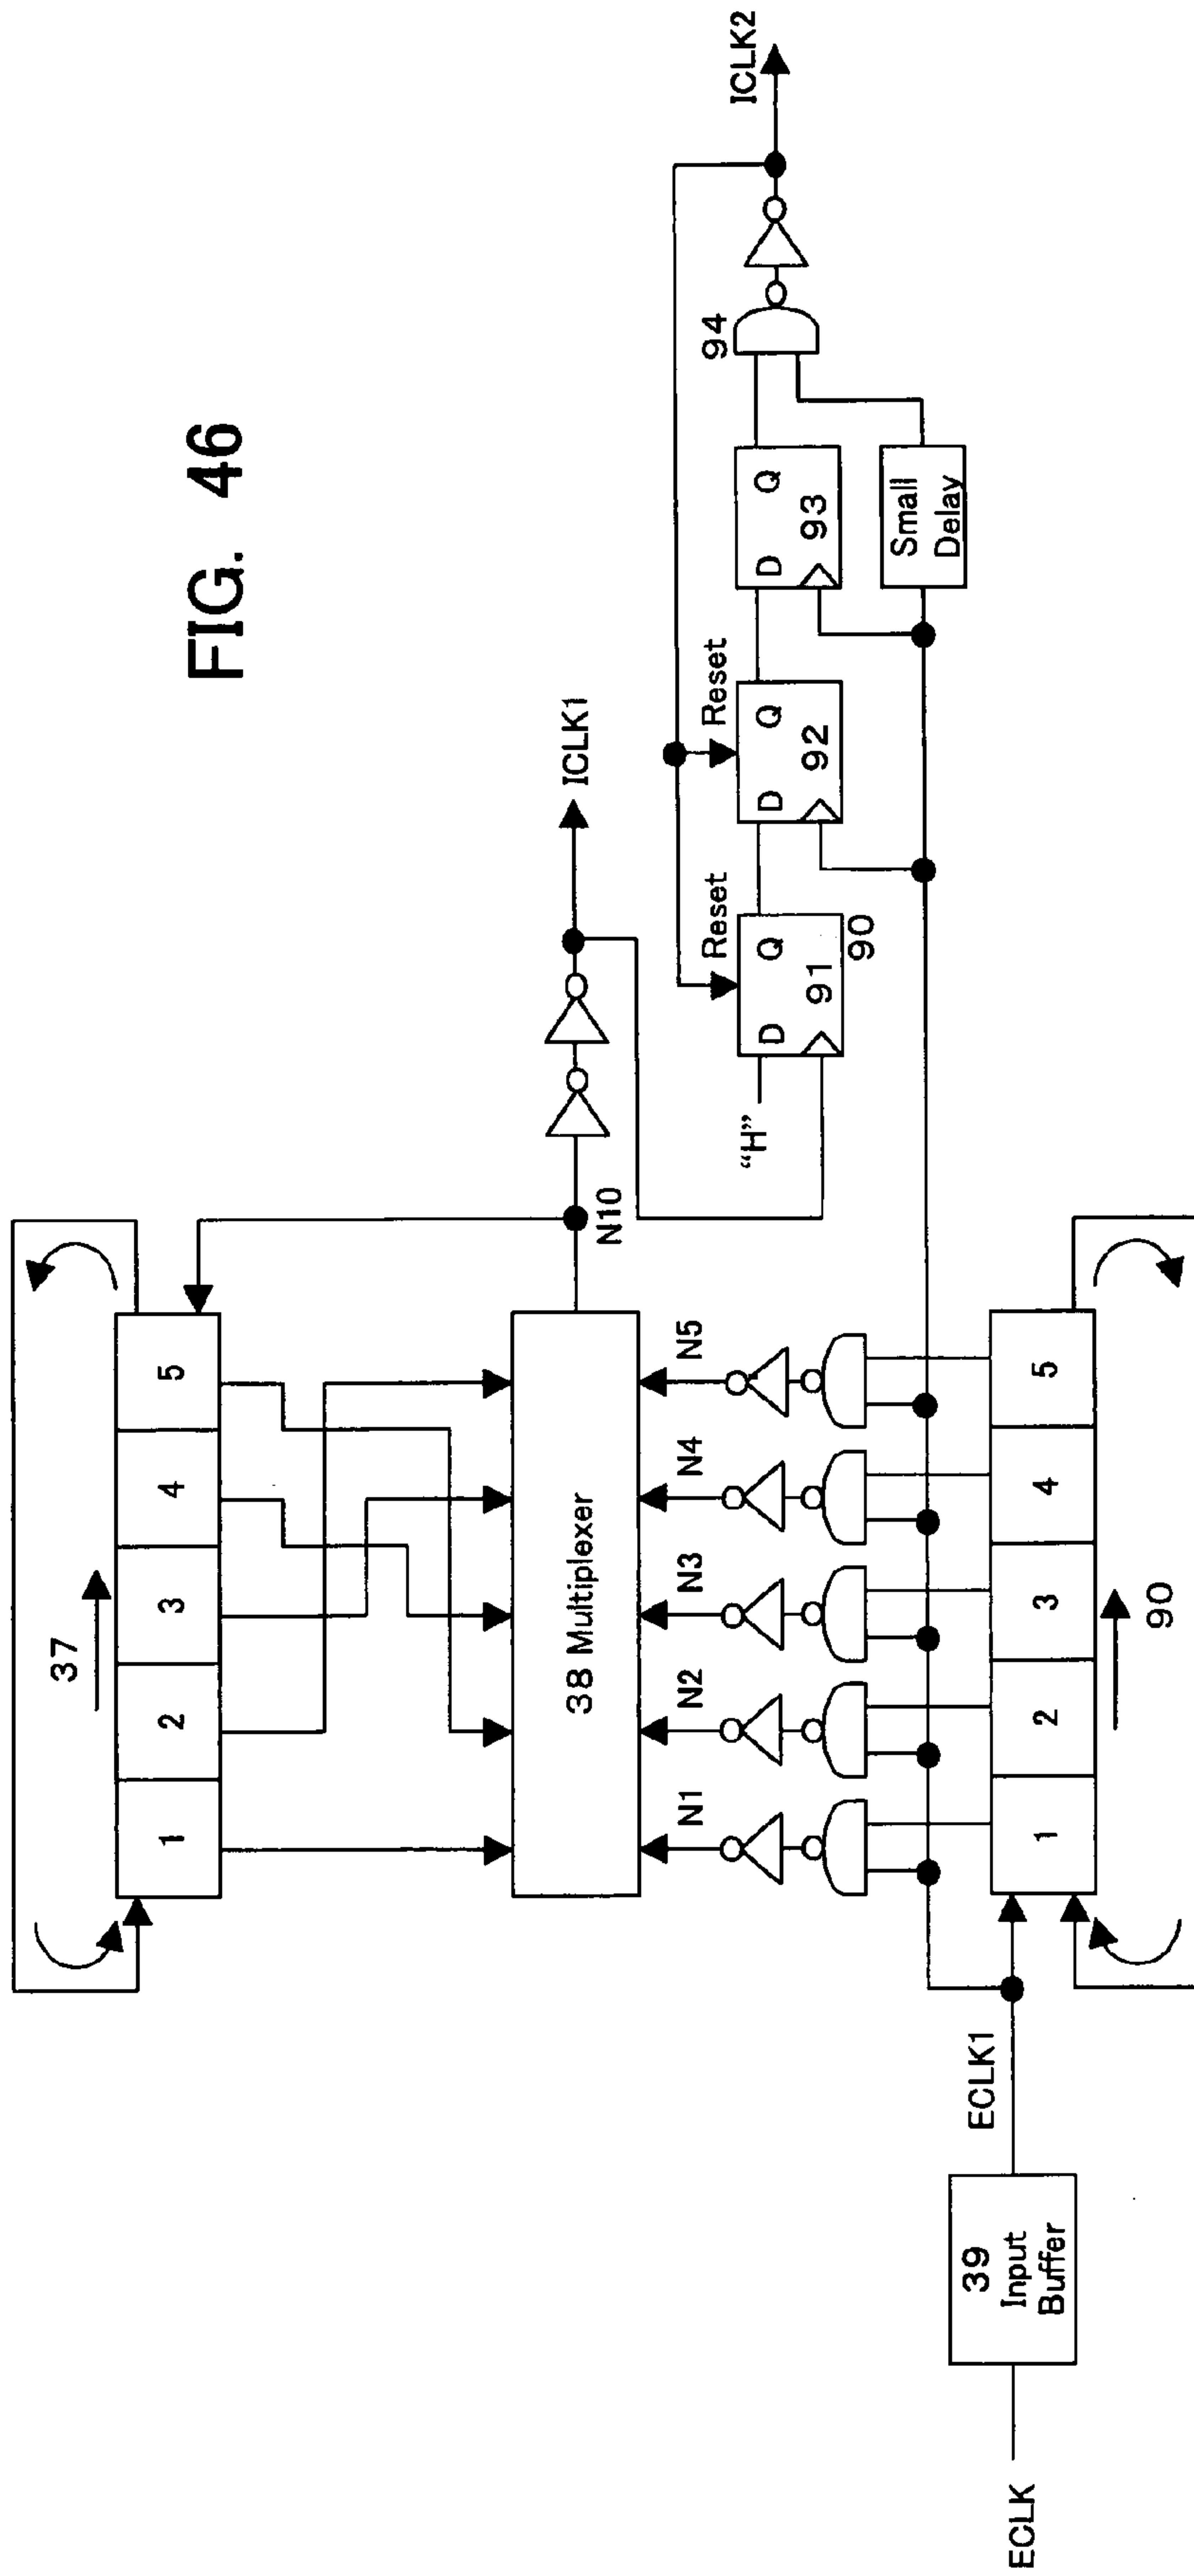 FIG. 46
37
1
2
3
4
5
38 Multiplexer
N10
ICLK1
N1
N2
N3
N4
N5
"H"
D
Q
91
90
Reset
D
Q
92
Reset
D
Q
93
94
ICLK2
Small
Delay
ECLK
39
Input
Buffer
ECLK1
1
2
3
4
5
90